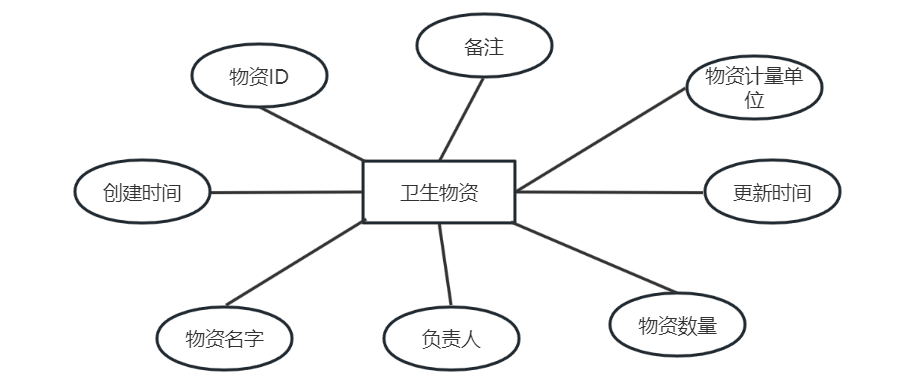 备注
物资ID
物资计量单
位
创建时间
卫生物资
更新时间
物资名字
负责人
物资数量